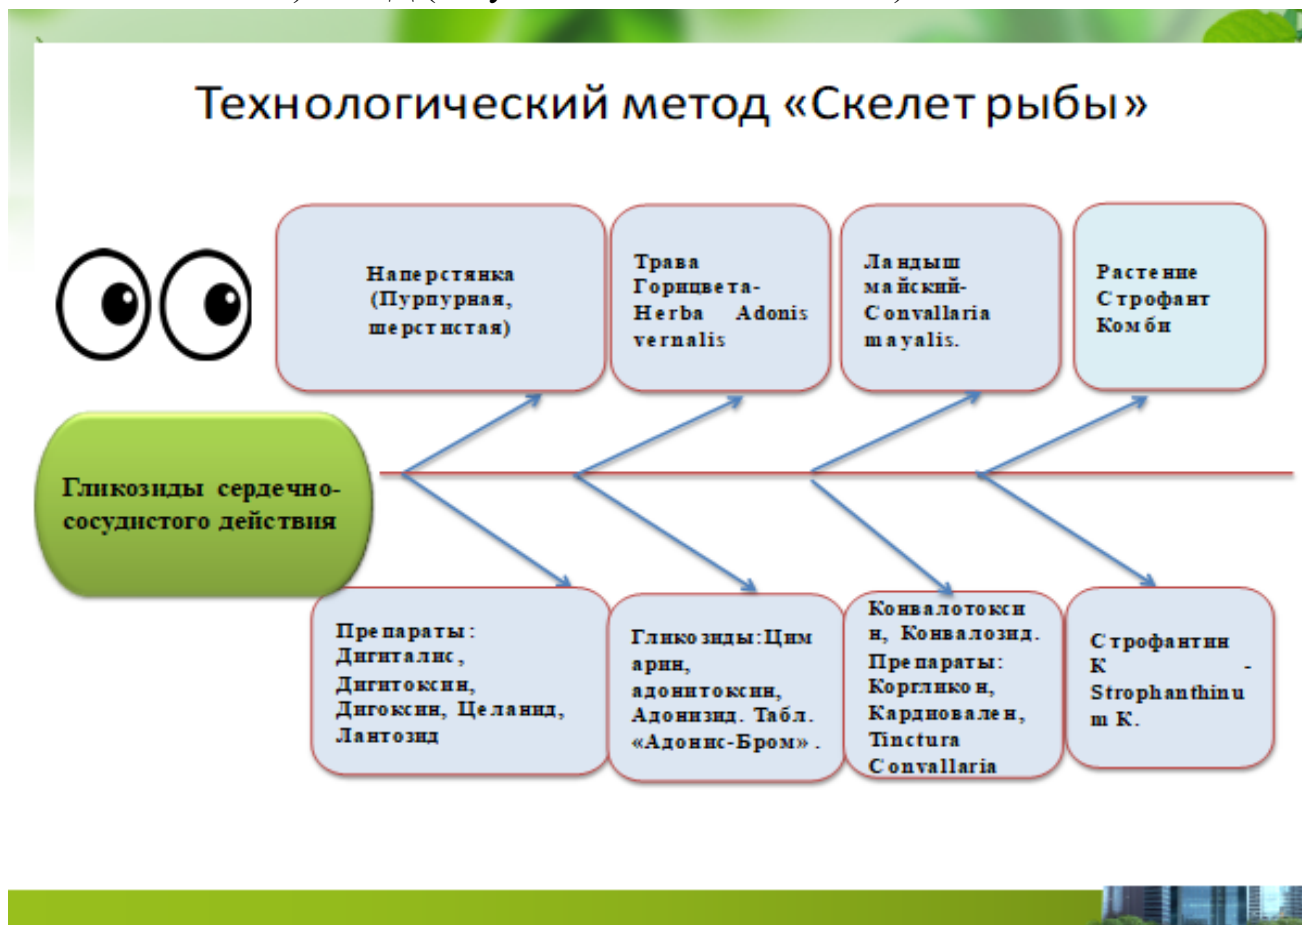 Технологический метод «Скелет рыбы»
Наперстянка
(Пурпурная,
шерстистая)
Трава
Горицвета-
Herba Adonis
vernalis
Ландыш
майский-
Convallaria
mayalis.
Растение
Строфант
Комби
Гликозиды сердечно-
сосудистого действия
Препараты:
Дигиталис,
Дигитоксин,
Дигоксин, Целанид,
Лантозид
Гликозиды:Цим
арин,
адонитоксин,
Адонизид. Табл.
«Адонис-Бром» .
Конвалотокси
н, Конвалозид.
Препараты:
Коргликон,
Кардиовален,
Tinctura
Convallaria
Строфантин
К -
Strophanthinu
m K.